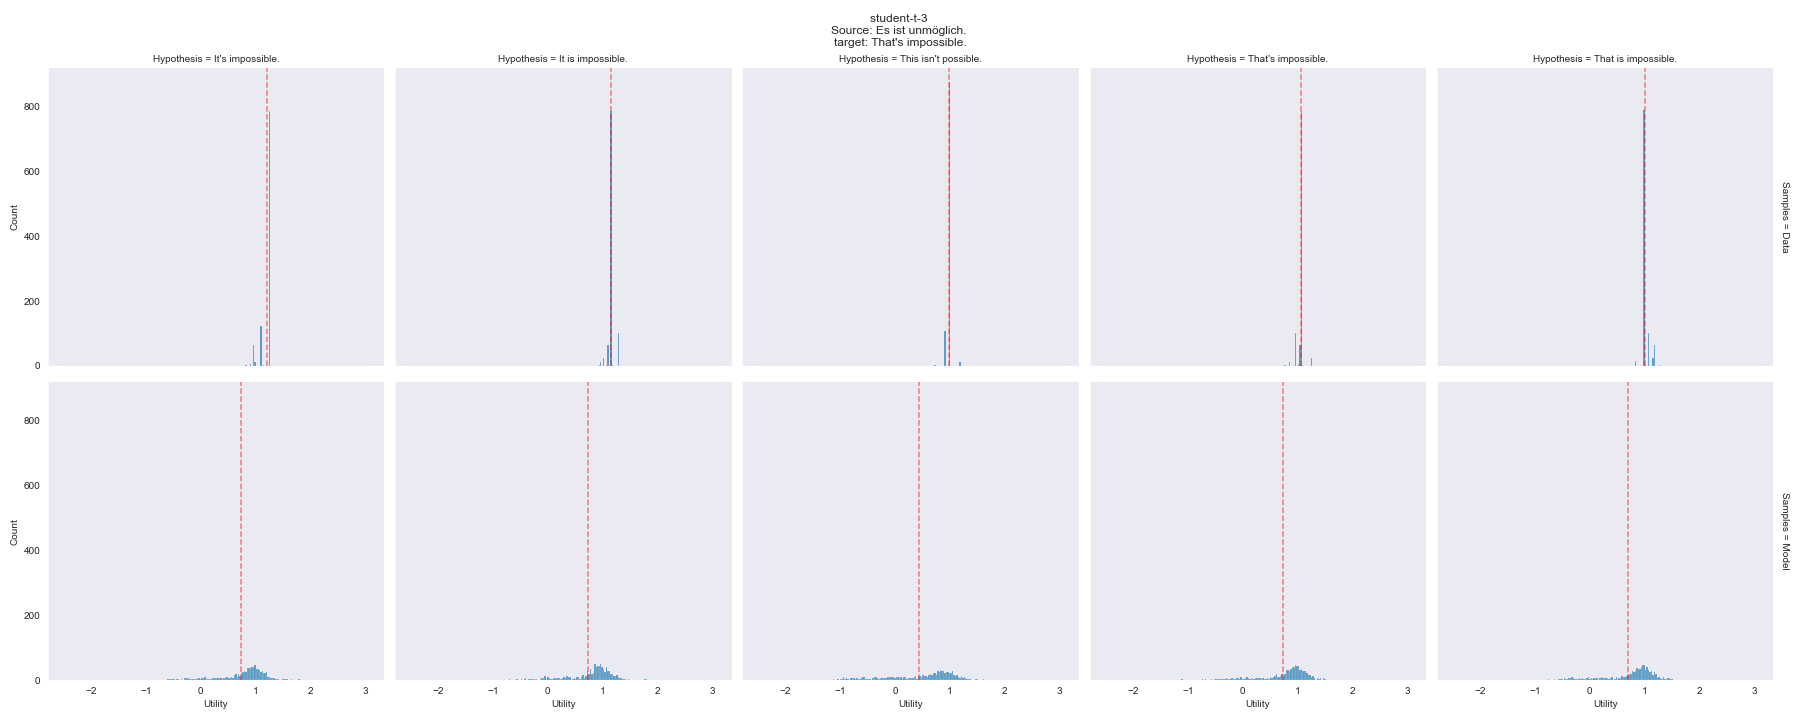 student-t-3
Source: Es ist unmöglich.
target: That's impossible.
Hypothesis = It's impossible.
Hypothesis = It is impossible.
Hypothesis = This isn't possible.
Hypothesis = That's impossible.
Hypothesis = That is impossible.
800
600
400
200
0
Count
Samples = Data
800
600
400
200
0
Count
Samples = Model
−2 −1 0 1 2 3
−2 −1 0 1 2 3
−2 −1 0 1 2 3
−2 −1 0 1 2 3
−2 −1 0 1 2 3
Utility
Utility
Utility
Utility
Utility